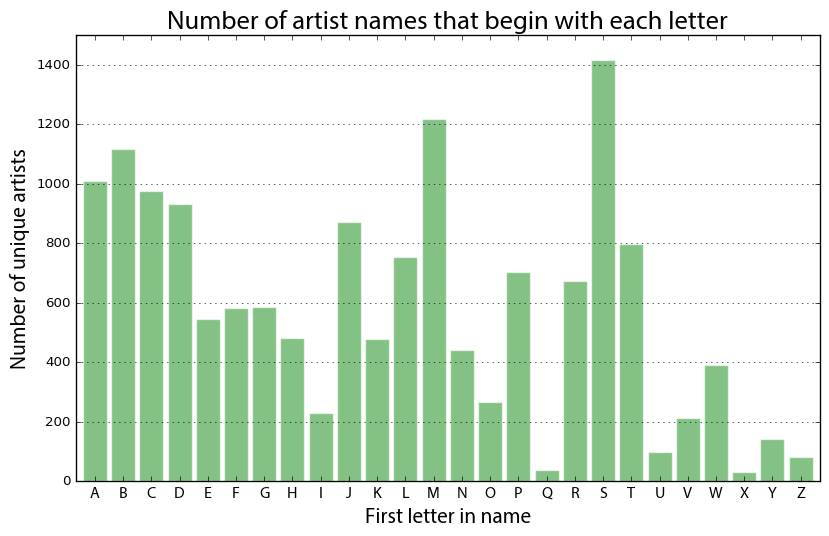 Number of artist names that begin with each letter
Number of unique artists
1400
1200
1000
800
600
400
200
0
A B C D E F G H I J K L M N O P Q R S T U V W X Y Z
First letter in name